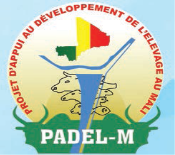 PROJET D'APPUI AU DÉVELOPPEMENT DE L'ÉLEVAGE AU MALI
PADEL-M